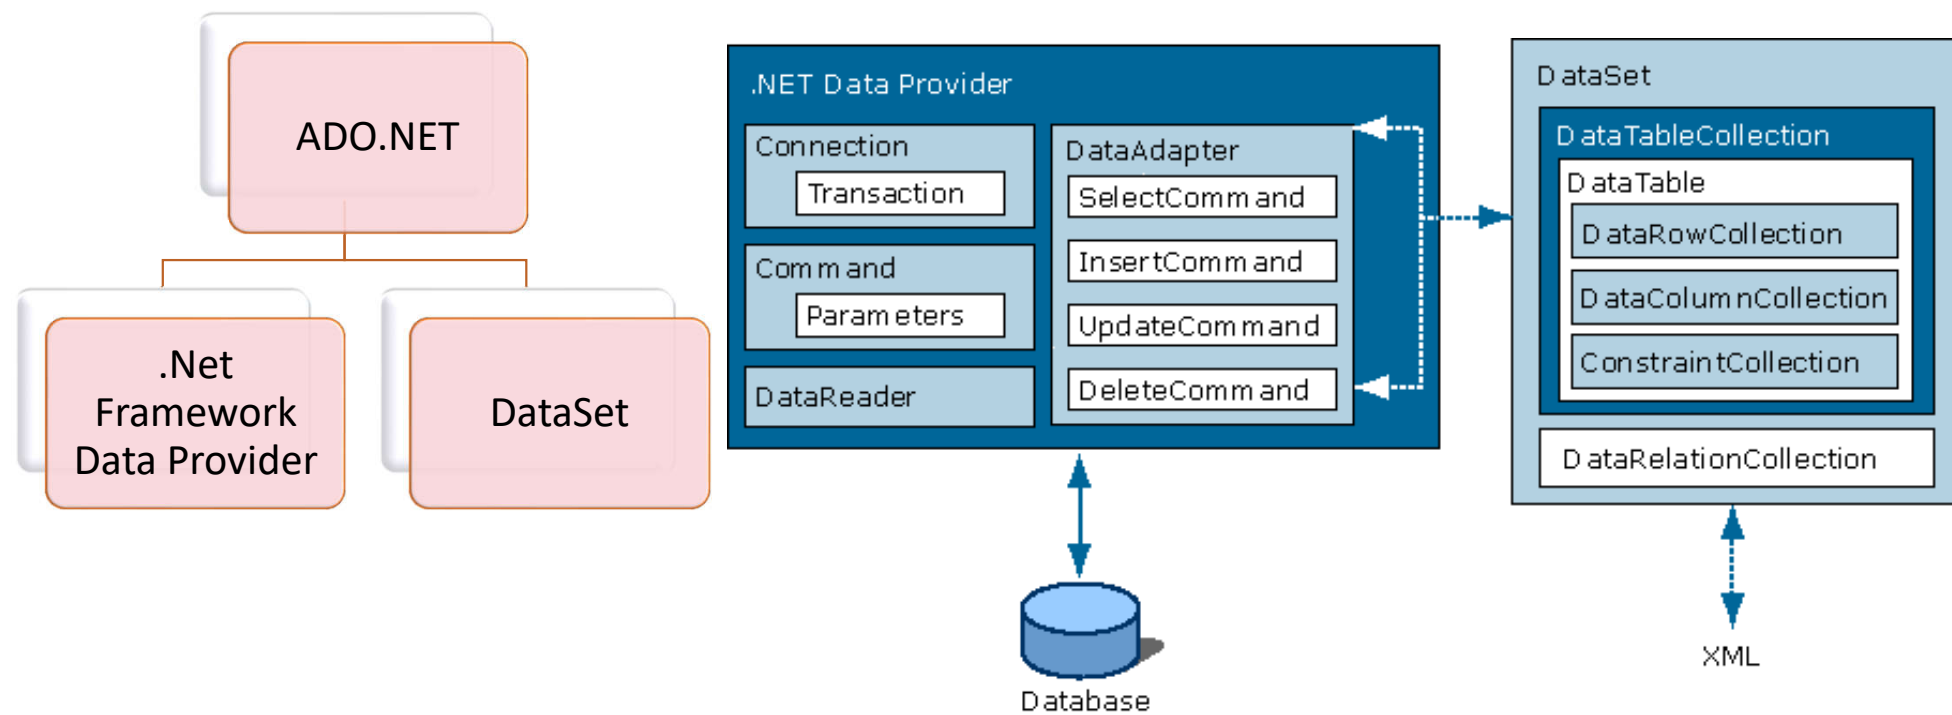 ADO.NET
.Net
Framework
Data Provider
DataSet
.NET Data Provider
Connection
Transaction
Command
Parameters
DataReader
DataAdapter
SelectCommand
InsertCommand
UpdateCommand
DeleteCommand
Database
DataSet
DataTableCollection
DataTable
DataRowCollection
DataColumnCollection
ConstraintCollection
DataRelationCollection
XML